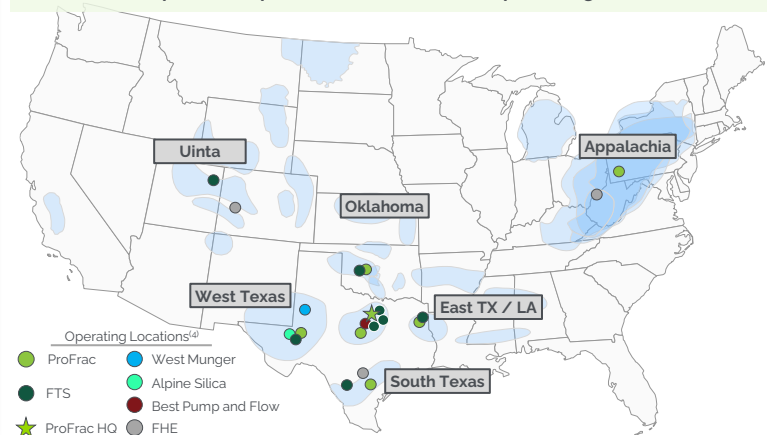 Uinta
Appalachia
Oklahoma
West Texas
East TX / LA
South Texas
Operating Locations(4)
ProFrac
West Munger
FTS
Alpine Silica
Best Pump and Flow
ProFrac HQ
FHE